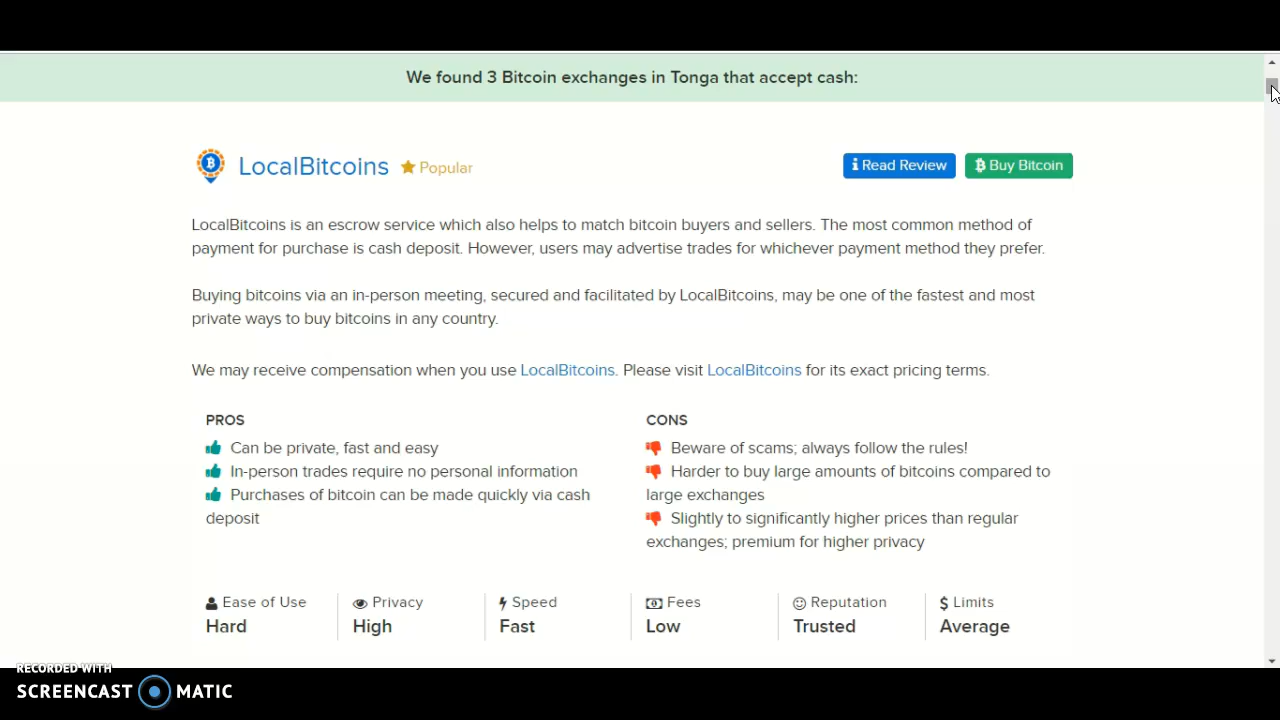 We found 3 Bitcoin exchanges in Tonga that accept cash:
LocalBitcoins Popular
Read Review
Buy Bitcoin
LocalBitcoins is an escrow service which also helps to match bitcoin buyers and sellers. The most common method of
payment for purchase is cash deposit. However, users may advertise trades for whichever payment method they prefer.
Buying bitcoins via an in-person meeting, secured and facilitated by LocalBitcoins, may be one of the fastest and most
private ways to buy bitcoins in any country.
We may receive compensation when you use LocalBitcoins. Please visit LocalBitcoins for its exact pricing terms.
PROS
Can be private, fast and easy
In-person trades require no personal information
Purchases of bitcoin can be made quickly via cash
deposit
CONS
Beware of scams; always follow the rules!
Harder to buy large amounts of bitcoins compared to
large exchanges
Slightly to significantly higher prices than regular
exchanges; premium for higher privacy
Ease of Use
Hard
Privacy
High
Speed
Fast
Fees
Low
Reputation
Trusted
$ Limits
Average
RECORDED WITH
SCREENCAST MATIC